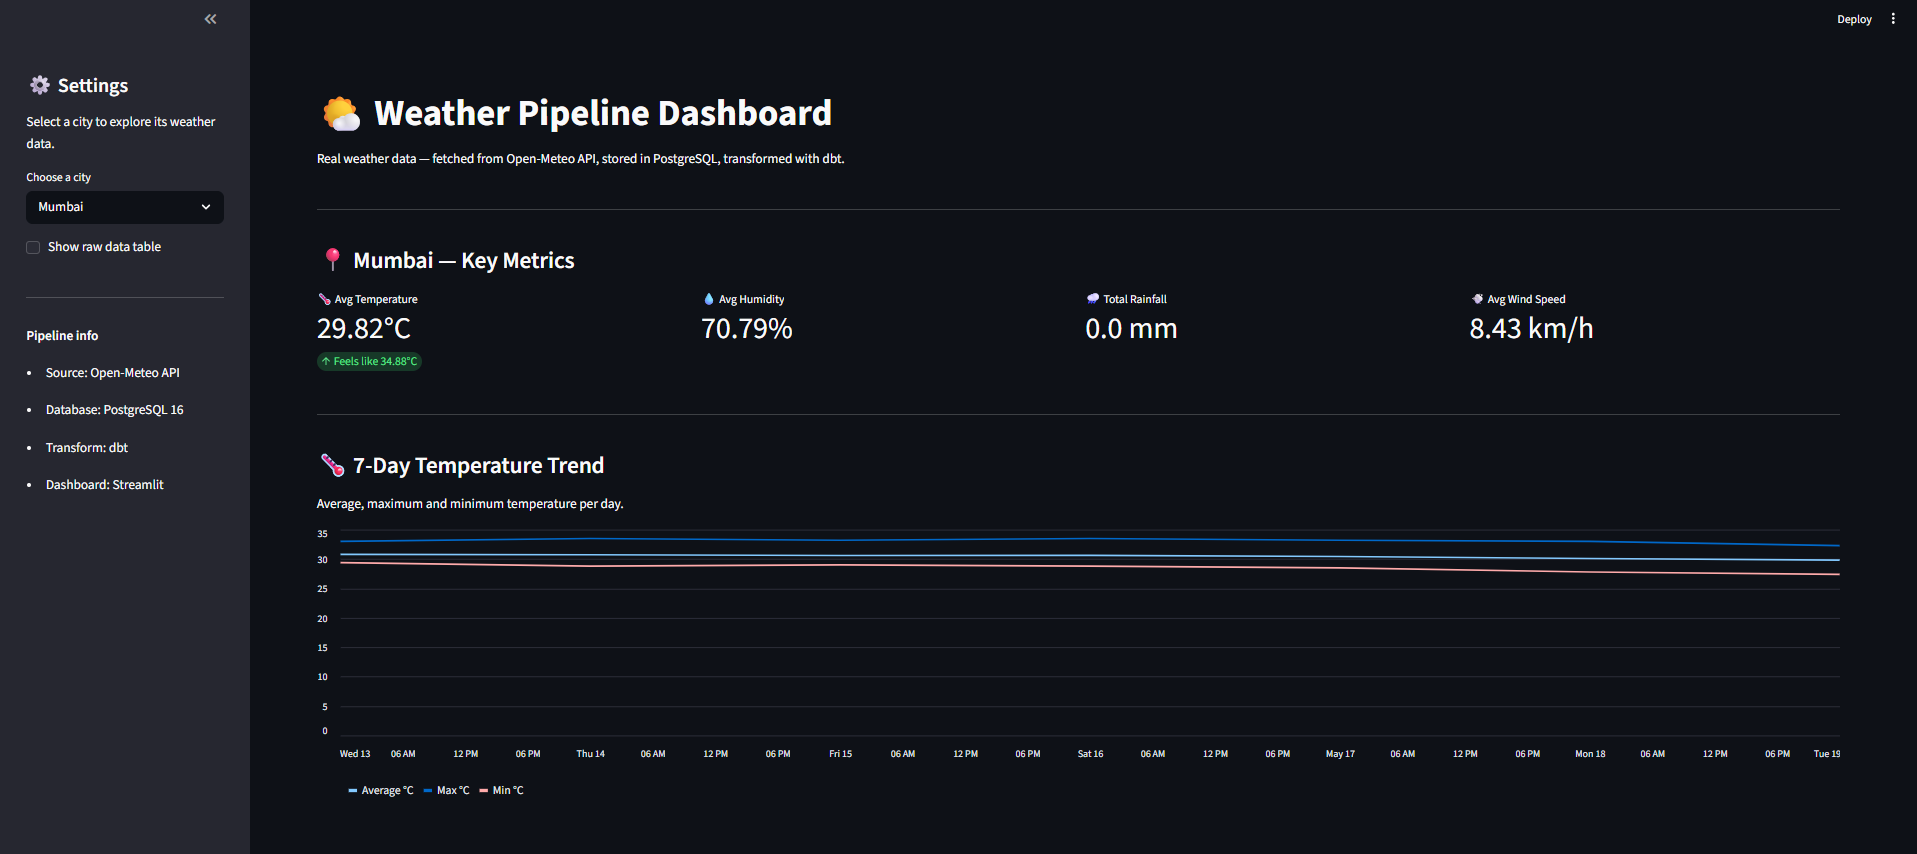 Deploy
Settings
Select a city to explore its weather
data.
Choose a city
Mumbai
Show raw data table
Pipeline info
• Source: Open-Meteo API
• Database: PostgreSQL 16
• Transform: dbt
• Dashboard: Streamlit
Weather Pipeline Dashboard
Real weather data — fetched from Open-Meteo API, stored in PostgreSQL, transformed with dbt.
Mumbai — Key Metrics
Avg Temperature
29.82°C
↑ Feels like 34.88°C
Avg Humidity
70.79%
Total Rainfall
0.0 mm
Avg Wind Speed
8.43 km/h
7-Day Temperature Trend
Average, maximum and minimum temperature per day.
35
30
25
20
15
10
5
0
Wed 13 06 AM 12 PM 06 PM Thu 14 06 AM 12 PM 06 PM Fri 15 06 AM 12 PM 06 PM Sat 16 06 AM 12 PM 06 PM May 17 06 AM 12 PM 06 PM Mon 18 06 AM 12 PM 06 PM Tue 19
Average °C Max °C Min °C